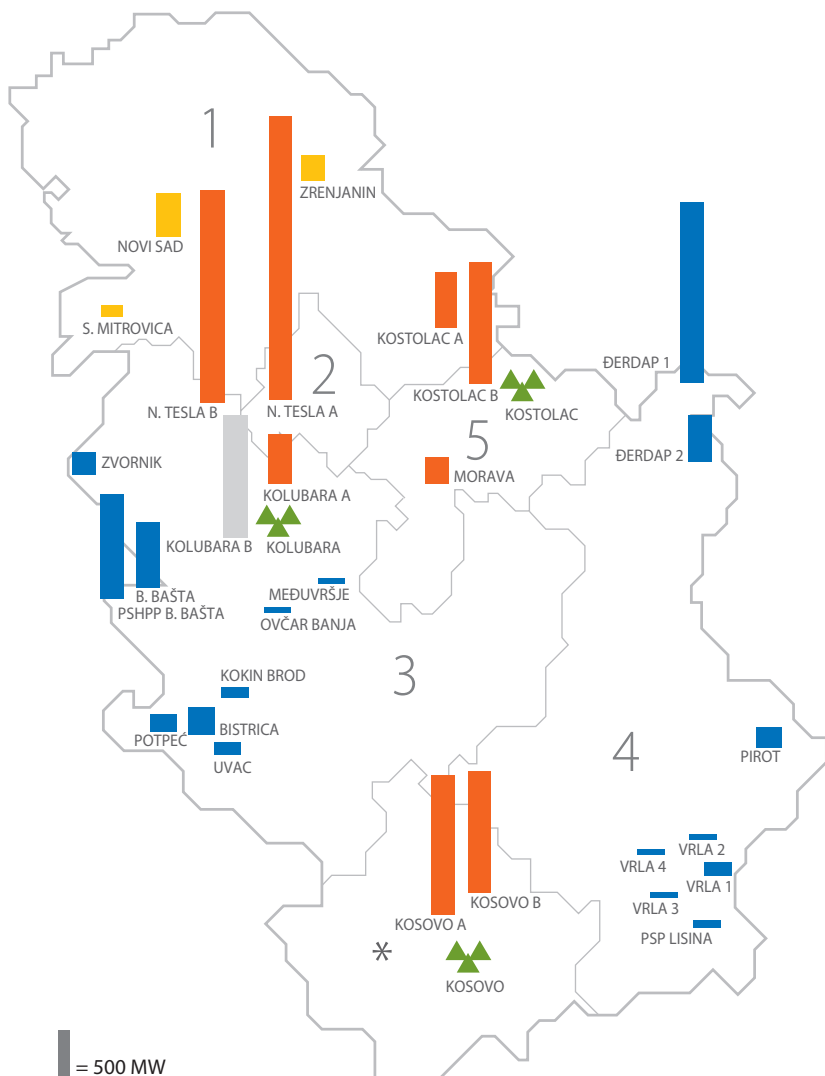 1
ZRENJANIN
NOVI SAD
S. MITROVICA
KOSTOLAC A
ĐERDAP 1
2
KOSTOLAC B
N. TESLA B
N. TESLA A
KOSTOLAC
5
ĐERDAP 2
ZVORNIK
MORAVA
KOLUBARA A
KOLUBARA B
KOLUBARA
B. BAŠTA
PSHPP B. BAŠTA
MEĐUVRŠJE
OVČAR BANJA
3
KOKIN BROD
BISTRICA
POTPEĆ
UVAC
4
PIROT
VRLA 2
VRLA 4
VRLA 1
VRLA 3
PSP LISINA
KOSOVO B
KOSOVO A
*
KOSOVO
= 500 MW